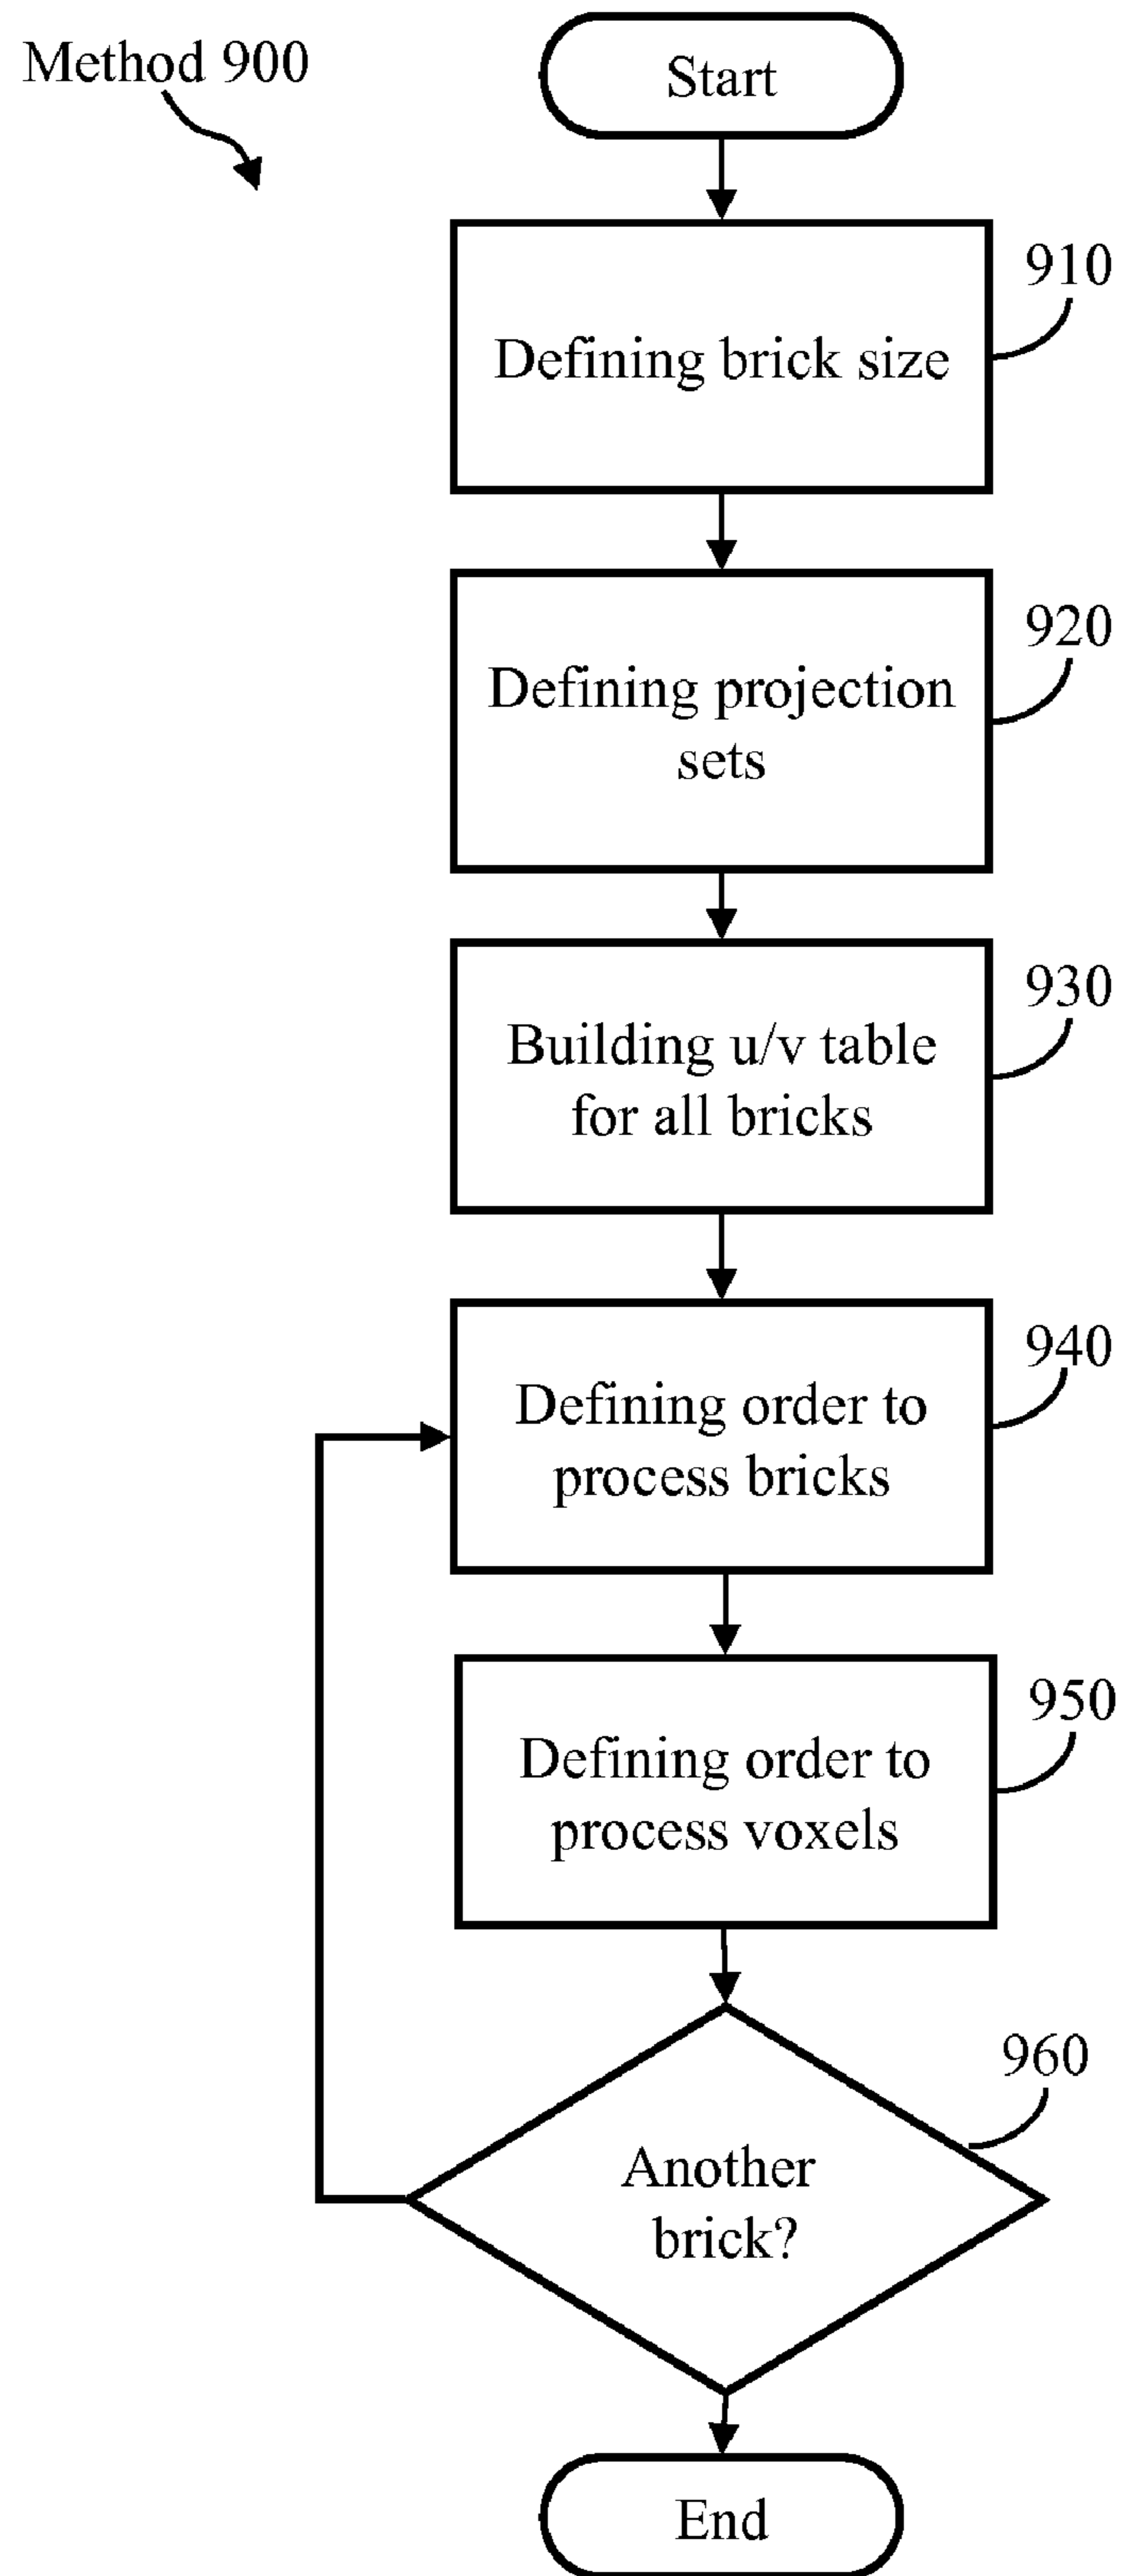 Method 900
Start
910
Defining brick size
920
Defining projection
sets
930
Building u/v table
for all bricks
940
Defining order to
process bricks
950
Defining order to
process voxels
960
Another
brick?
End